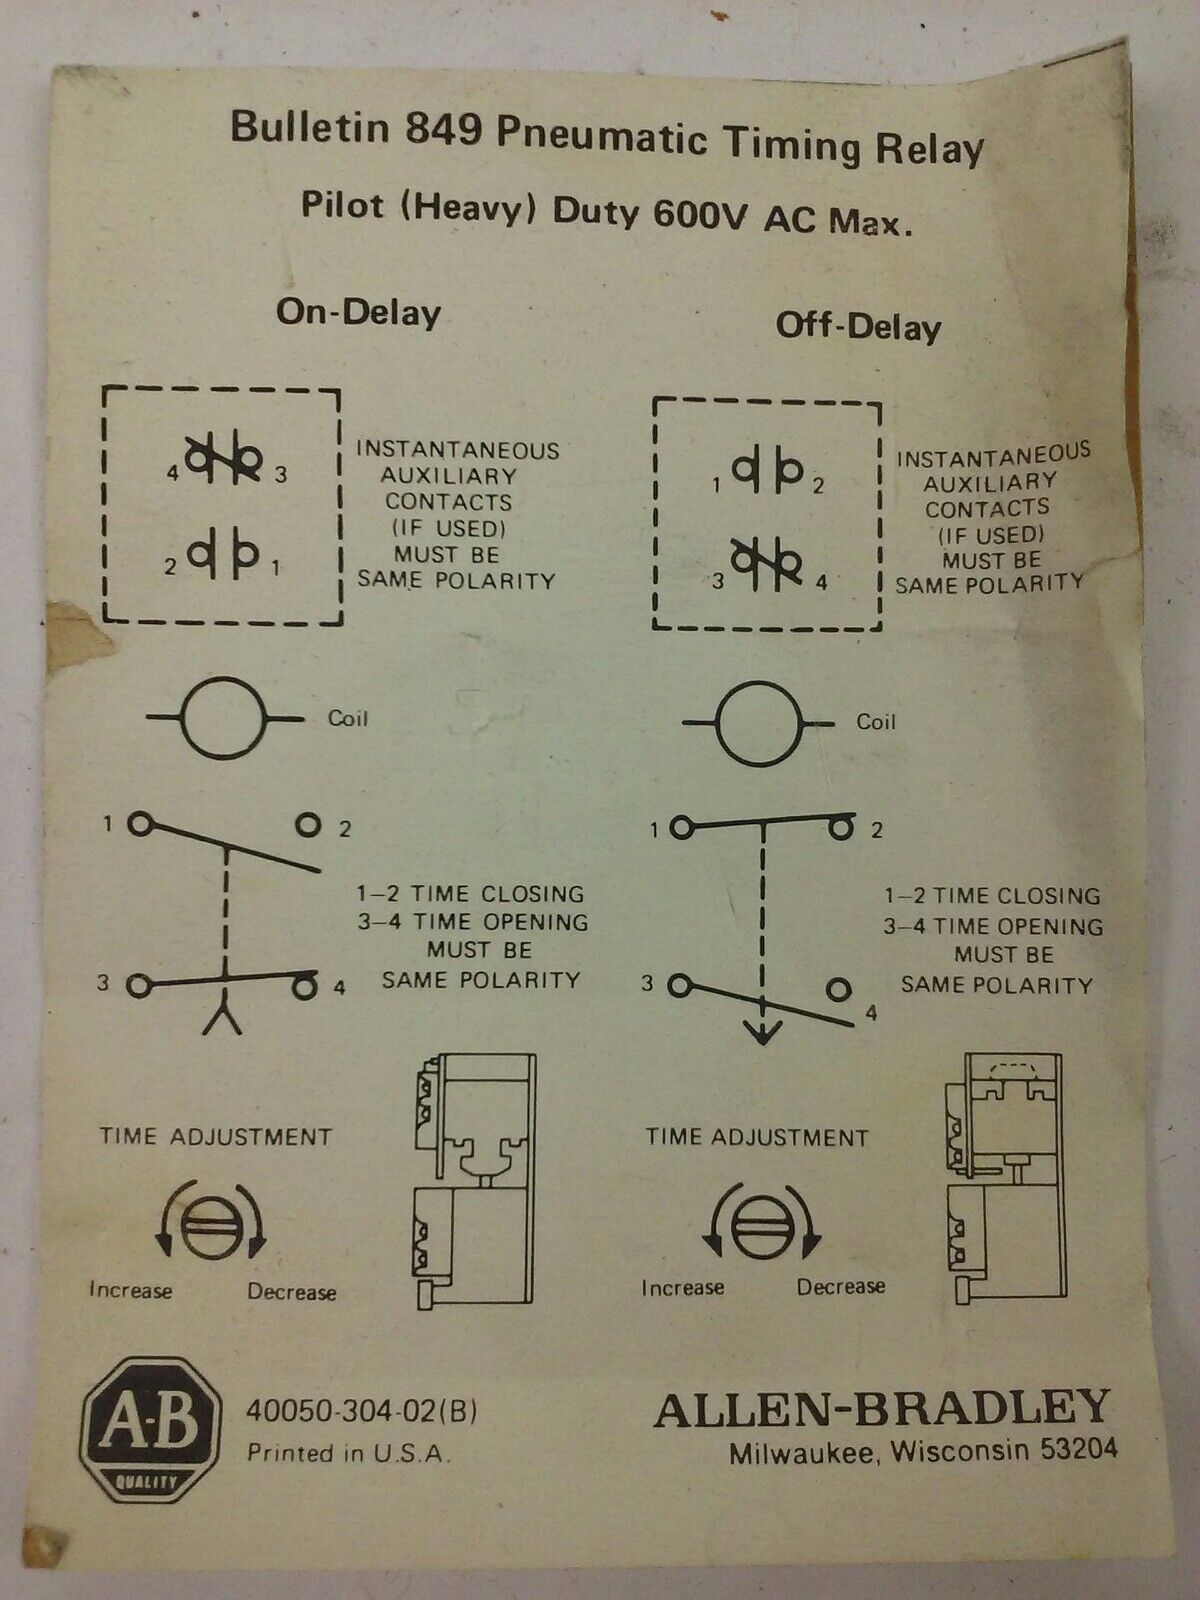 Bulletin 849 Pneumatic Timing Relay
Pilot (Heavy) Duty 600V AC Max.
On-Delay
4 3
2 1
INSTANTANEOUS
AUXILIARY
CONTACTS
(IF USED)
MUST BE
SAME POLARITY
Coil
1 2
3 4
1–2 TIME CLOSING
3–4 TIME OPENING
MUST BE
SAME POLARITY
TIME ADJUSTMENT
Increase Decrease
Off-Delay
1 2
3 4
INSTANTANEOUS
AUXILIARY
CONTACTS
(IF USED)
MUST BE
SAME POLARITY
Coil
1 2
3 4
1–2 TIME CLOSING
3–4 TIME OPENING
MUST BE
SAME POLARITY
TIME ADJUSTMENT
Increase Decrease
A-B
QUALITY
40050-304-02(B)
Printed in U.S.A.
ALLEN-BRADLEY
Milwaukee, Wisconsin 53204